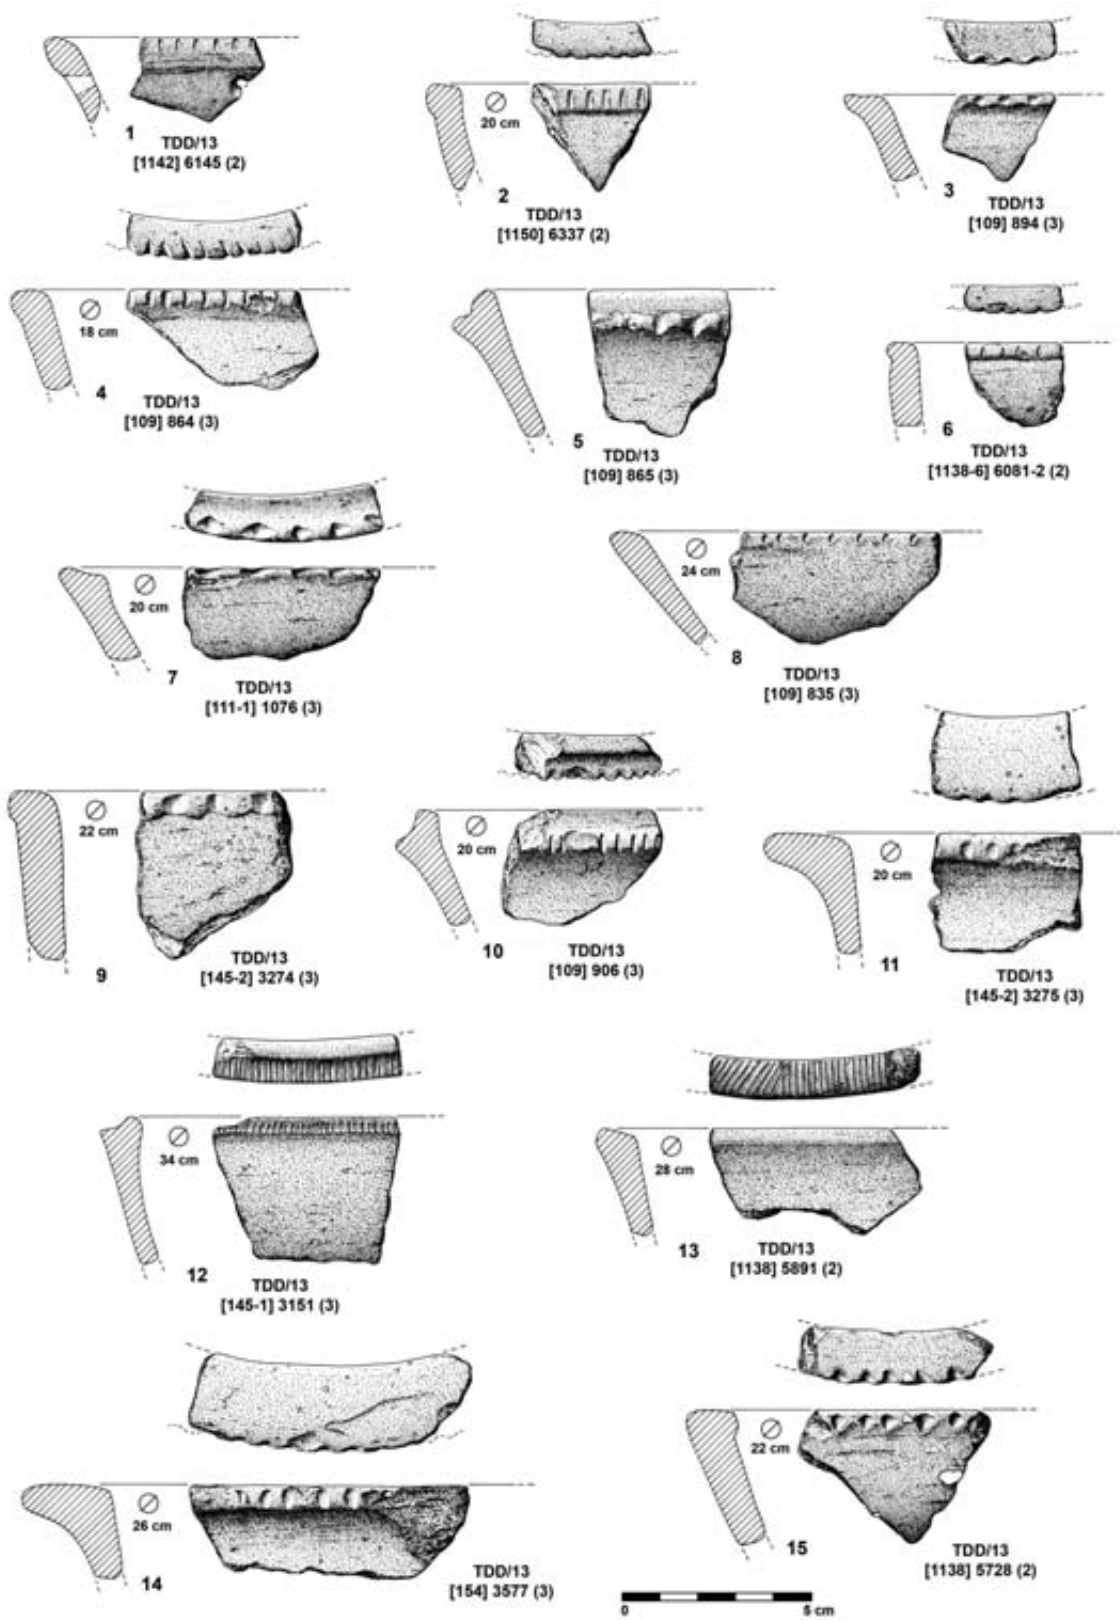 1
TDD/13
[1142] 6145 (2)
20 cm
2
TDD/13
[1150] 6337 (2)
3
TDD/13
[109] 894 (3)
18 cm
4
TDD/13
[109] 864 (3)
5
TDD/13
[109] 865 (3)
6
TDD/13
[1138-6] 6081-2 (2)
20 cm
7
TDD/13
[111-1] 1076 (3)
24 cm
8
TDD/13
[109] 835 (3)
22 cm
9
TDD/13
[145-2] 3274 (3)
20 cm
10
TDD/13
[109] 906 (3)
20 cm
11
TDD/13
[145-2] 3275 (3)
34 cm
12
TDD/13
[145-1] 3151 (3)
28 cm
13
TDD/13
[1138] 5891 (2)
26 cm
14
TDD/13
[154] 3577 (3)
22 cm
15
TDD/13
[1138] 5728 (2)
0 5 cm